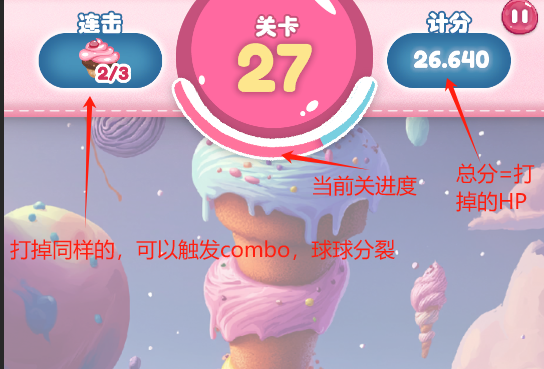 连击
关卡
计分
2/3
27
26.640
当前关进度
总分=打
掉的HP
打掉同样的，可以触发combo，球球分裂